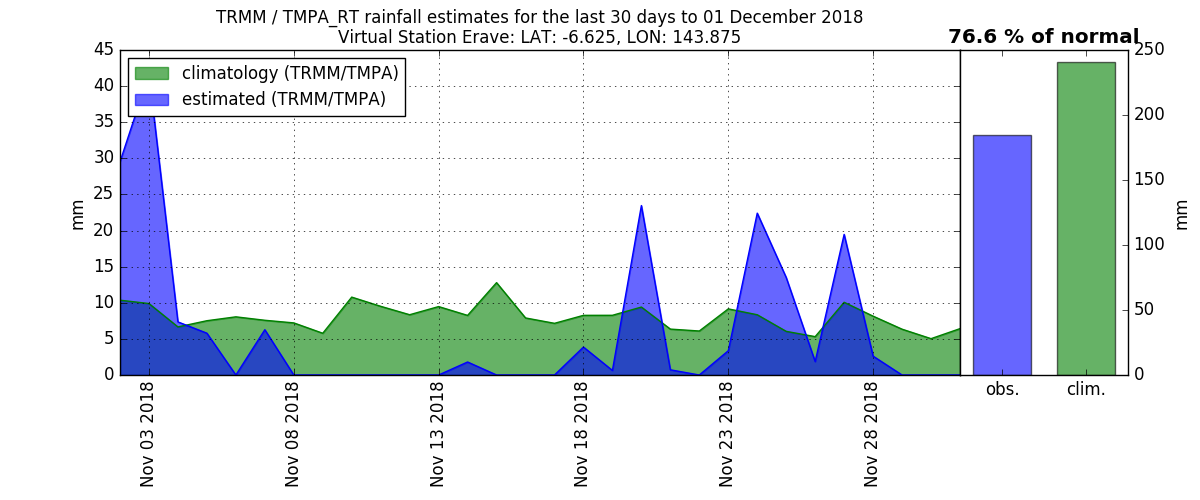 TRMM / TMPA_RT rainfall estimates for the last 30 days to 01 December 2018
Virtual Station Erave: LAT: -6.625, LON: 143.875
76.6 % of normal
climatology (TRMM/TMPA)
estimated (TRMM/TMPA)
45
40
35
30
25
20
15
10
5
0
mm
Nov 03 2018
Nov 08 2018
Nov 13 2018
Nov 18 2018
Nov 23 2018
Nov 28 2018
250
200
150
100
50
0
mm
obs.
clim.